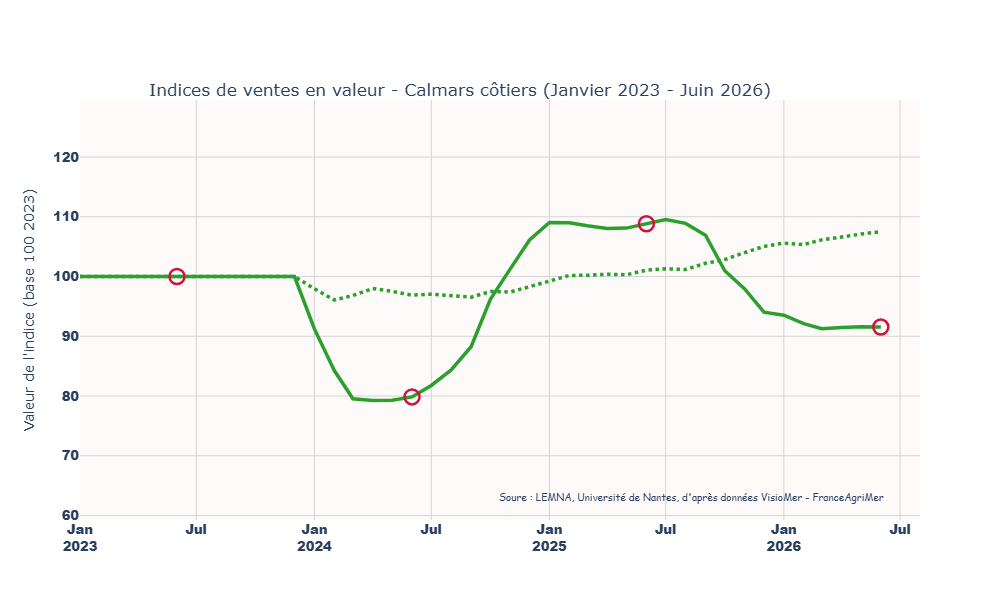 Indices de ventes en valeur - Calmars côtiers (Janvier 2023 - Juin 2026)
Valeur de l'indice (base 100 2023)
120
110
100
90
80
70
60
Soure : LEMNA, Université de Nantes, d'après données VisioMer - FranceAgriMer
Jan Jul Jan Jul Jan Jul Jan Jul
2023 2024 2025 2026